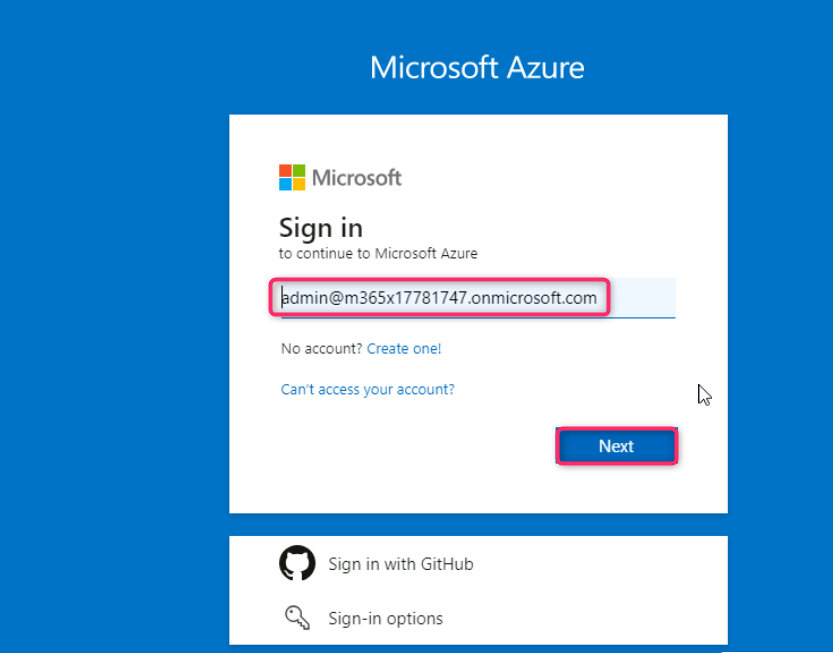 Microsoft Azure
Microsoft
Sign in
to continue to Microsoft Azure
admin@m365x17781747.onmicrosoft.com
No account? Create one!
Can't access your account?
Next
Sign in with GitHub
Sign-in options